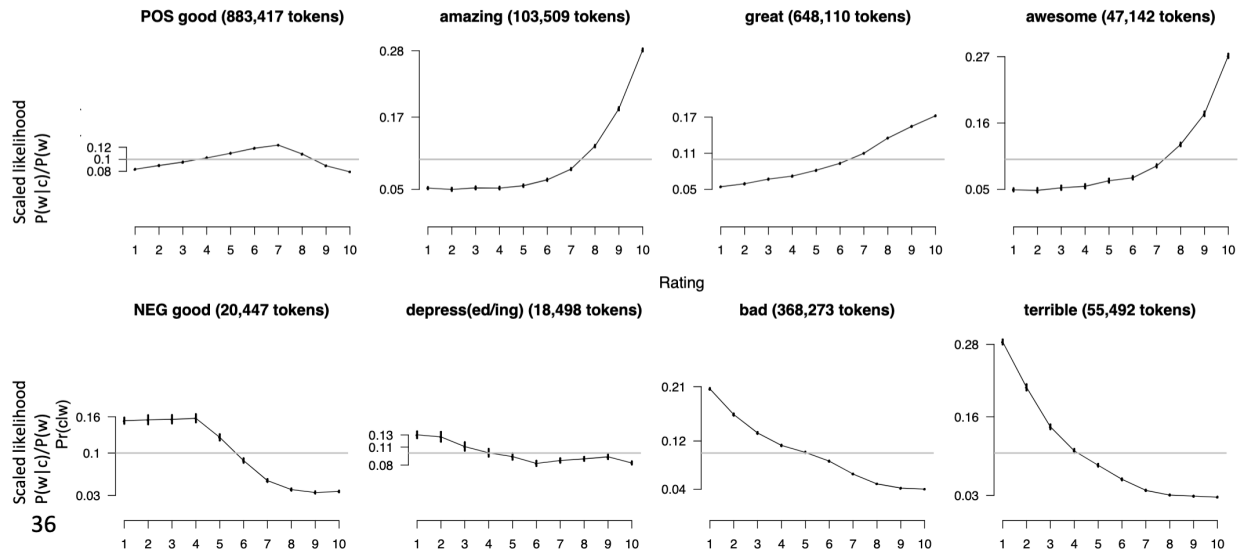 POS good (883,417 tokens)
amazing (103,509 tokens)
great (648,110 tokens)
awesome (47,142 tokens)
Scaled likelihood
P(w|c)/P(w)
0.12
0.1
0.08
1 2 3 4 5 6 7 8 9 10
0.28
0.17
0.05
1 2 3 4 5 6 7 8 9 10
0.17
0.11
0.05
1 2 3 4 5 6 7 8 9 10
0.27
0.16
0.05
1 2 3 4 5 6 7 8 9 10
Rating
NEG good (20,447 tokens)
depress(ed/ing) (18,498 tokens)
bad (368,273 tokens)
terrible (55,492 tokens)
Scaled likelihood
P(w|c)/P(w)
Pr(c|w)
0.16
0.1
0.03
1 2 3 4 5 6 7 8 9 10
0.13
0.11
0.08
1 2 3 4 5 6 7 8 9 10
0.21
0.12
0.04
1 2 3 4 5 6 7 8 9 10
0.28
0.16
0.03
1 2 3 4 5 6 7 8 9 10
36